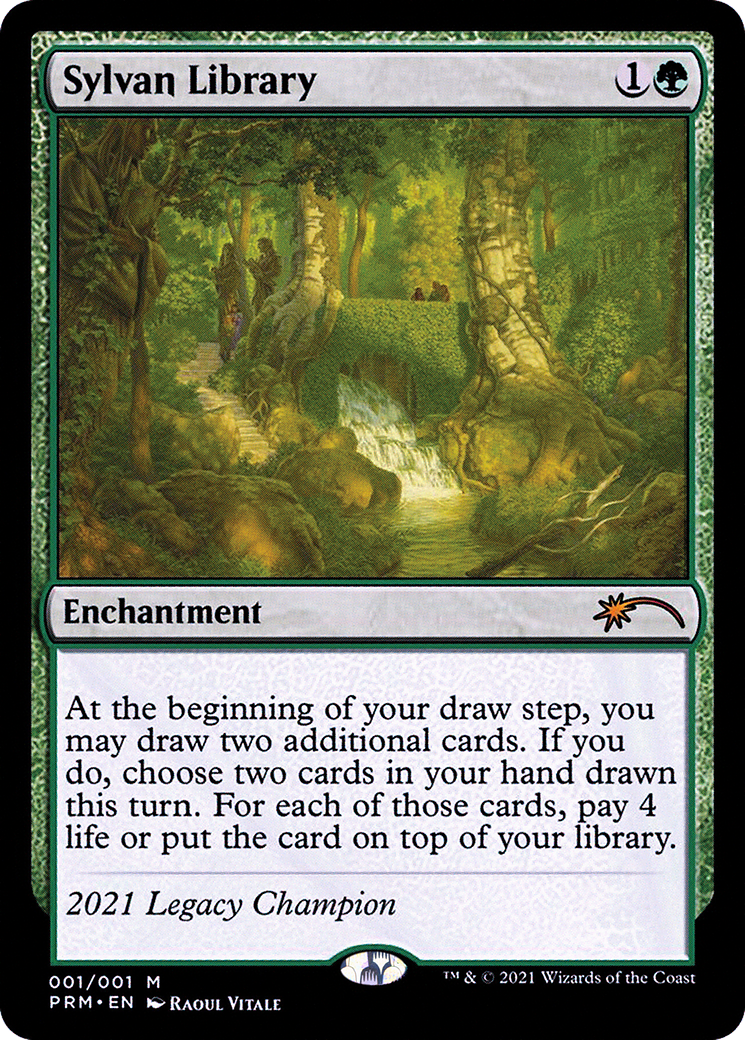 Sylvan Library 1
Enchantment
At the beginning of your draw step, you
may draw two additional cards. If you
do, choose two cards in your hand drawn
this turn. For each of those cards, pay 4
life or put the card on top of your library.
2021 Legacy Champion
001/001 M
PRM•EN RAOUL VITALE
™ & © 2021 Wizards of the Coast